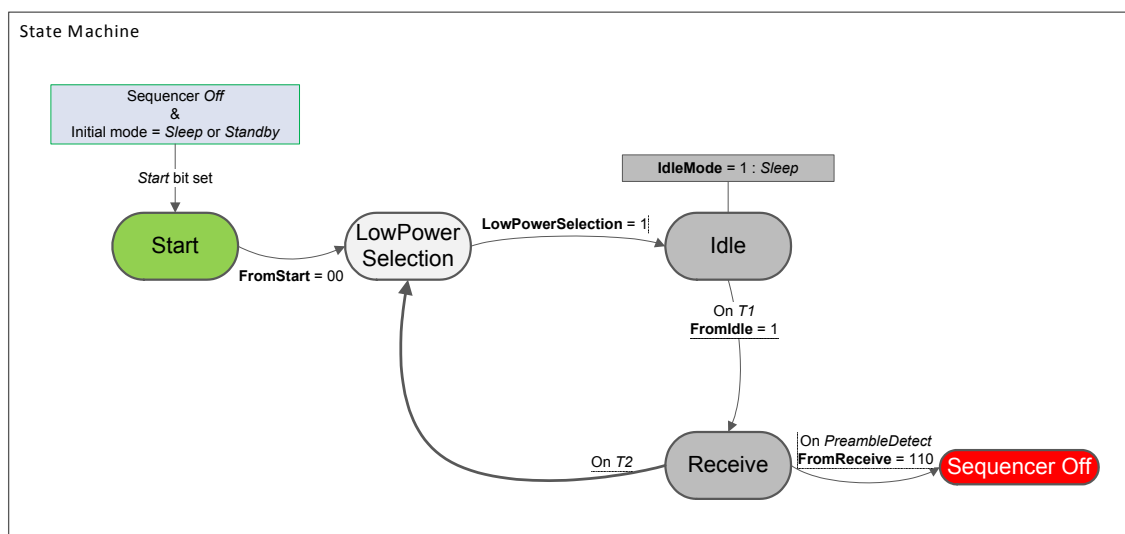 State Machine
Sequencer Off
&
Initial mode = Sleep or Standby
Start bit set
IdleMode = 1 : Sleep
Start
FromStart = 00
LowPower
Selection
LowPowerSelection = 1
Idle
On T1
FromIdle = 1
On T2
Receive
On PreambleDetect
FromReceive = 110
Sequencer Off